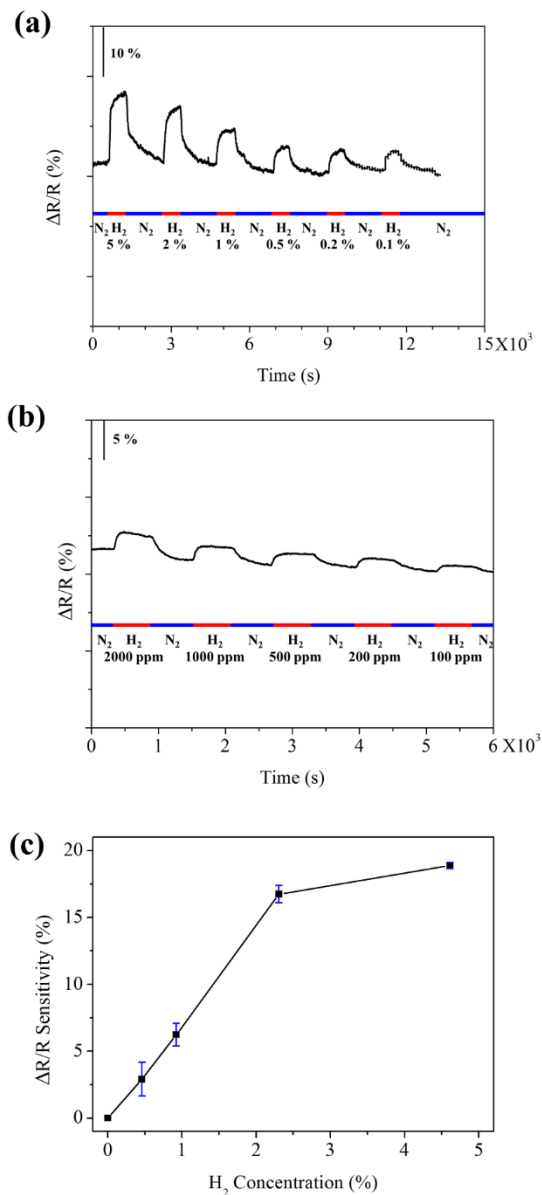 (a)
10 %
ΔR/R (%)
N₂ H₂ N₂ H₂ N₂ H₂ N₂ H₂ N₂ H₂ N₂ H₂ N₂
5 % 2 % 1 % 0.5 % 0.2 % 0.1 %
0 3 6 9 12 15 X10³
Time (s)
(b)
5 %
ΔR/R (%)
N₂ H₂ N₂ H₂ N₂ H₂ N₂ H₂ N₂ H₂ N₂
2000 ppm 1000 ppm 500 ppm 200 ppm 100 ppm
0 1 2 3 4 5 6 X10³
Time (s)
(c)
ΔR/R Sensitivity (%)
20
15
10
5
0
0 1 2 3 4 5
H₂ Concentration (%)